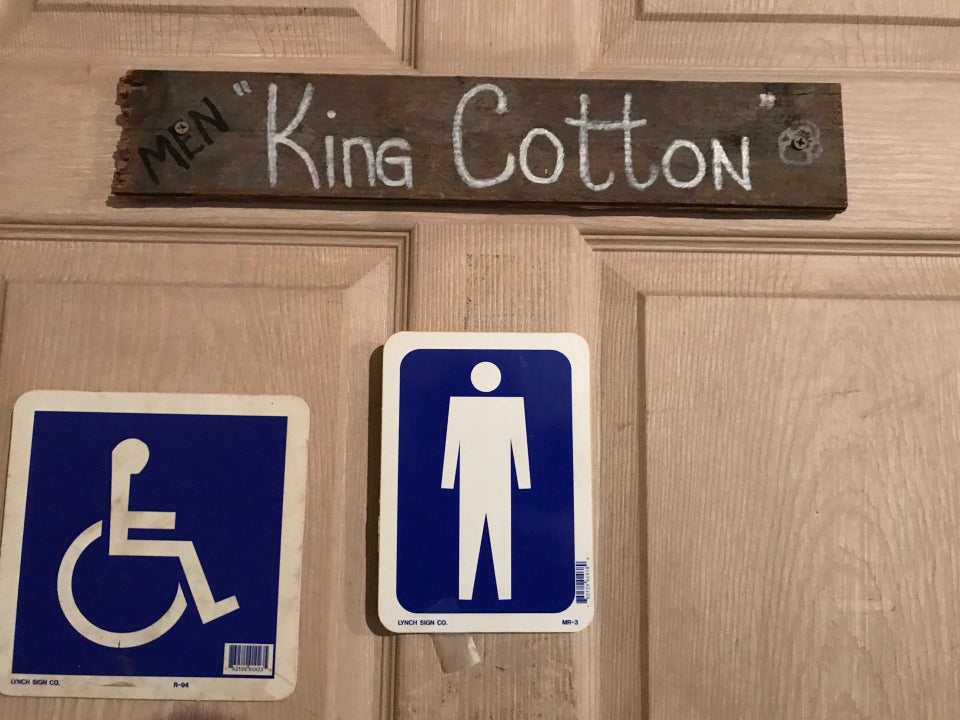 MEN
"King Cotton"
LYNCH SIGN CO. R-94
LYNCH SIGN CO. MR-3